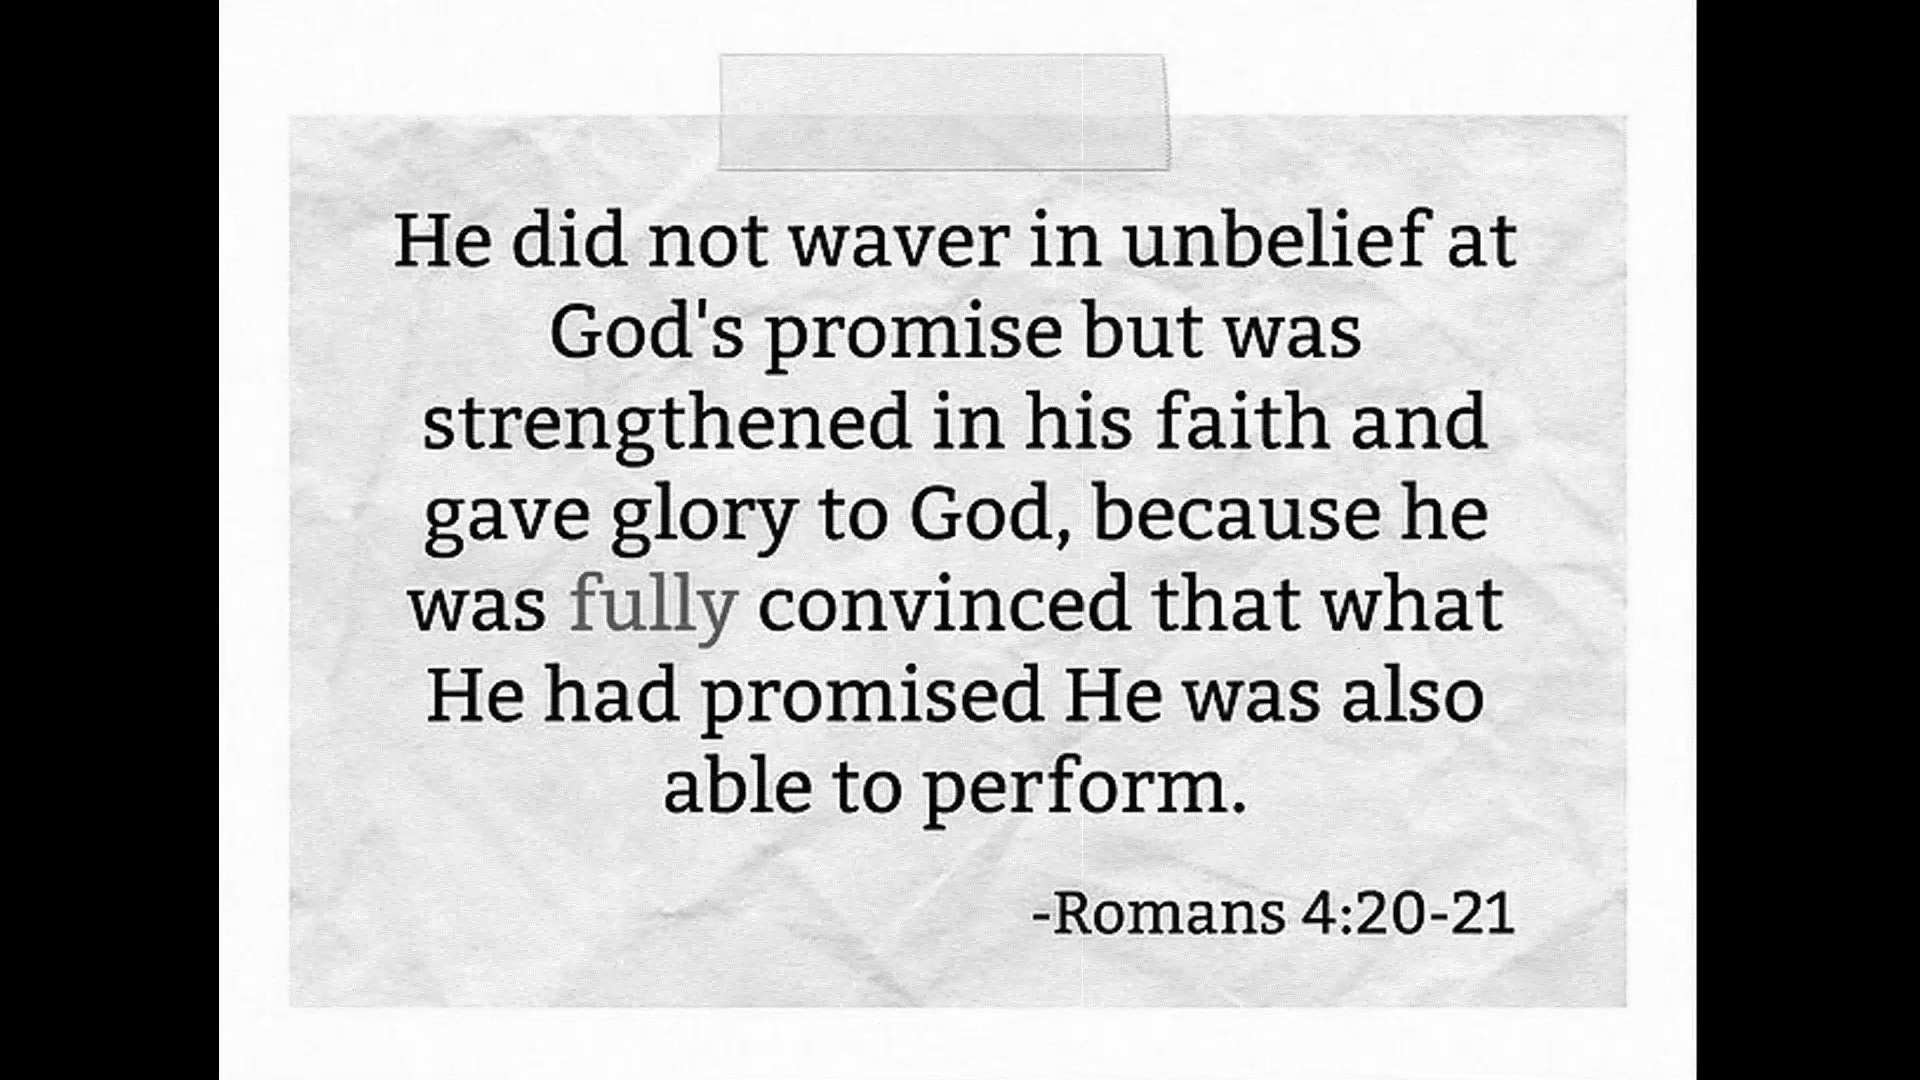 He did not waver in unbelief at
God's promise but was
strengthened in his faith and
gave glory to God, because he
was fully convinced that what
He had promised He was also
able to perform.
-Romans 4:20-21